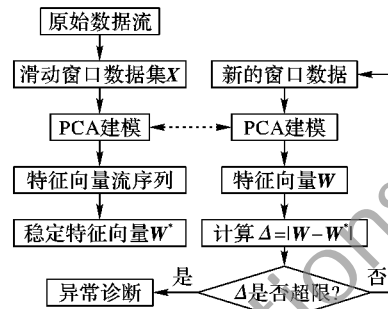 原始数据流
滑动窗口数据集X
新的窗口数据
PCA建模
PCA建模
特征向量流序列
特征向量W
稳定特征向量W*
计算Δ=|W−W*|
是
否
异常诊断
Δ是否超限?